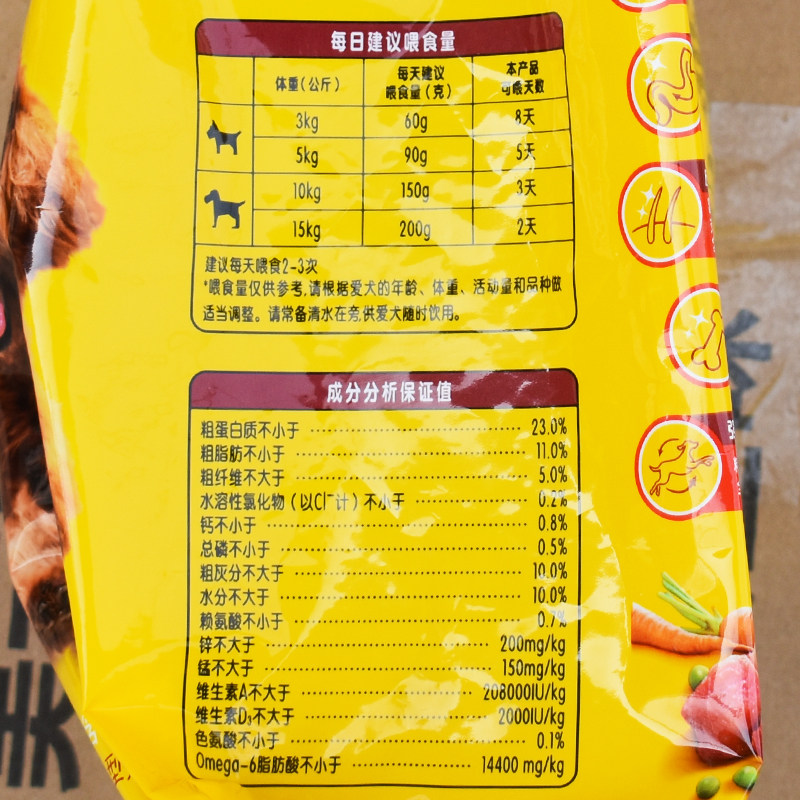 每日建议喂食量
体重(公斤) 每天建议喂食量(克) 本产品可喂天数
3kg 60g 8天
5kg 90g 5天
10kg 150g 3天
15kg 200g 2天
建议每天喂食2-3次
*喂食量仅供参考,请根据爱犬的年龄、体重、活动量和品种做
适当调整。请常备清水在旁,供爱犬随时饮用。
成分分析保证值
粗蛋白质不小于 23.0%
粗脂肪不小于 11.0%
粗纤维不大于 5.0%
水溶性氯化物(以Cl⁻计)不小于 0.2%
钙不小于 0.8%
总磷不小于 0.5%
粗灰分不大于 10.0%
水分不大于 10.0%
赖氨酸不小于 0.7%
锌不大于 200mg/kg
锰不大于 150mg/kg
维生素A不大于 208000IU/kg
维生素D₃不大于 2000IU/kg
色氨酸不小于 0.1%
Omega-6脂肪酸不小于 14400 mg/kg